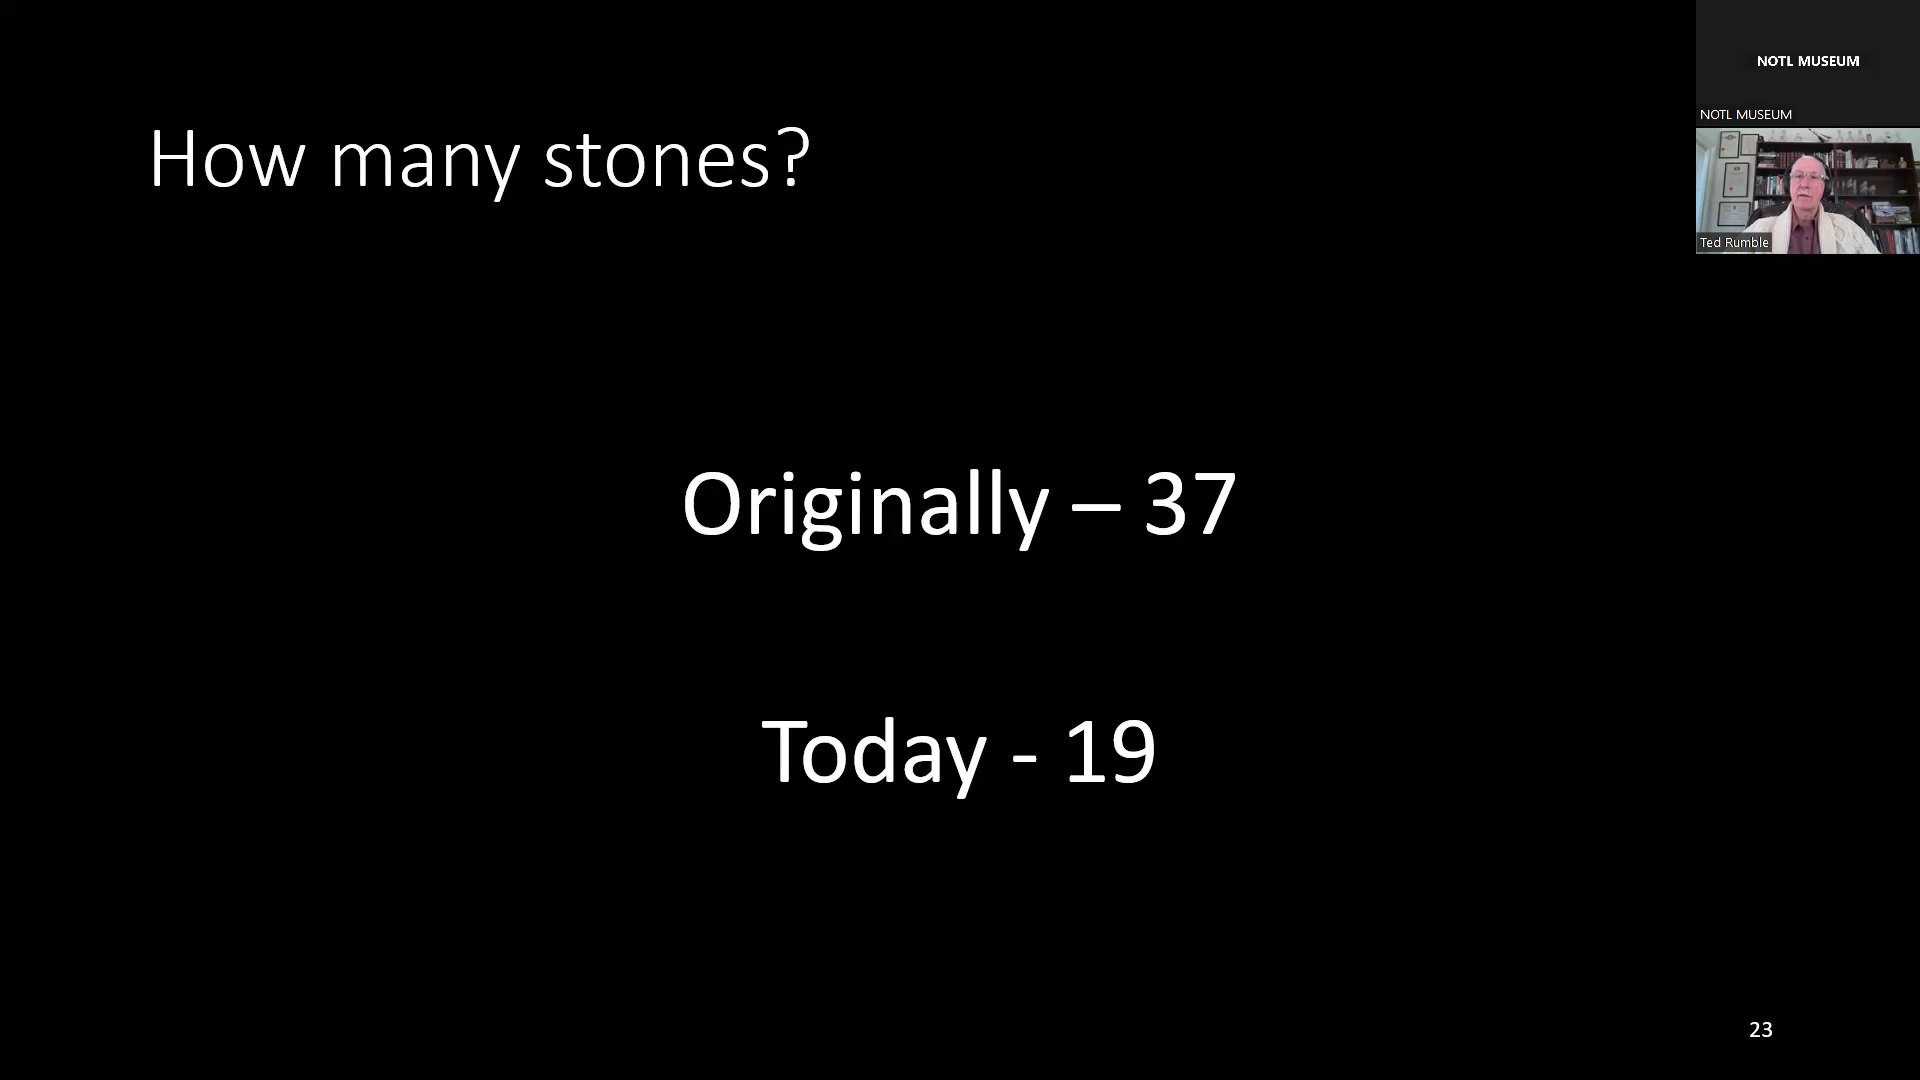 How many stones?
Originally – 37
Today - 19
23
NOTL MUSEUM
NOTL MUSEUM
Ted Rumble